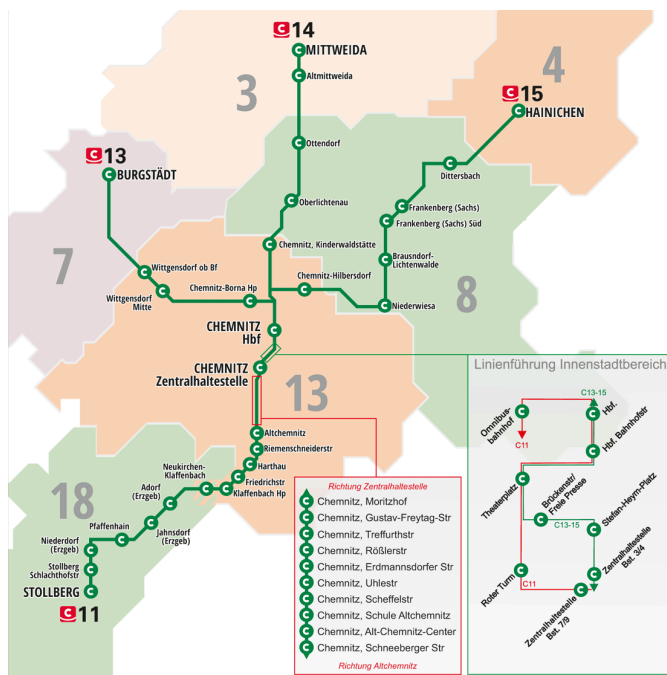 C 14
MITTWEIDA
Altmittweida
3
4
C 15
HAINICHEN
Ottendorf
C 13
BURGSTÄDT
Dittersbach
Oberlichtenau
Frankenberg (Sachs)
Frankenberg (Sachs) Süd
Chemnitz, Kinderwaldstätte
7
Wittgensdorf ob Bf
Braunsdorf-
Lichtenwalde
Chemnitz-Hilbersdorf
8
Chemnitz-Borna Hp
Wittgensdorf
Mitte
Niederwiesa
CHEMNITZ
Hbf
CHEMNITZ
Zentralhaltestelle
13
Linienführung Innenstadtbereich
C13-15
Hbf.
Omnibus-
bahnhof
C11
Hbf. Bahnhofstr
Theaterplatz
Brückenstr/
Freie Presse
Stefan-Heym-Platz
C13-15
Roter Turm
C11
Zentralhaltestelle
Bst. 3/4
Zentralhaltestelle
Bst. 7/9
Altchemnitz
Riemenschneiderstr
Harthau
Neukirchen-
Klaffenbach
Friedrichstr
Klaffenbach Hp
Adorf
(Erzgeb)
18
Jahnsdorf
(Erzgeb)
Pfaffenhain
Niederdorf
(Erzgeb)
Stollberg
Schlachthofstr
STOLLBERG
C 11
Richtung Zentralhaltestelle
Chemnitz, Moritzhof
Chemnitz, Gustav-Freytag-Str
Chemnitz, Treffurthstr
Chemnitz, Rößlerstr
Chemnitz, Erdmannsdorfer Str
Chemnitz, Uhlestr
Chemnitz, Scheffelstr
Chemnitz, Schule Altchemnitz
Chemnitz, Alt-Chemnitz-Center
Chemnitz, Schneeberger Str
Richtung Altchemnitz